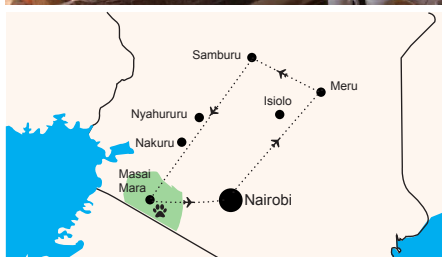 Samburu
Meru
Isiolo
Nyahururu
Nakuru
Masai
Mara
Nairobi